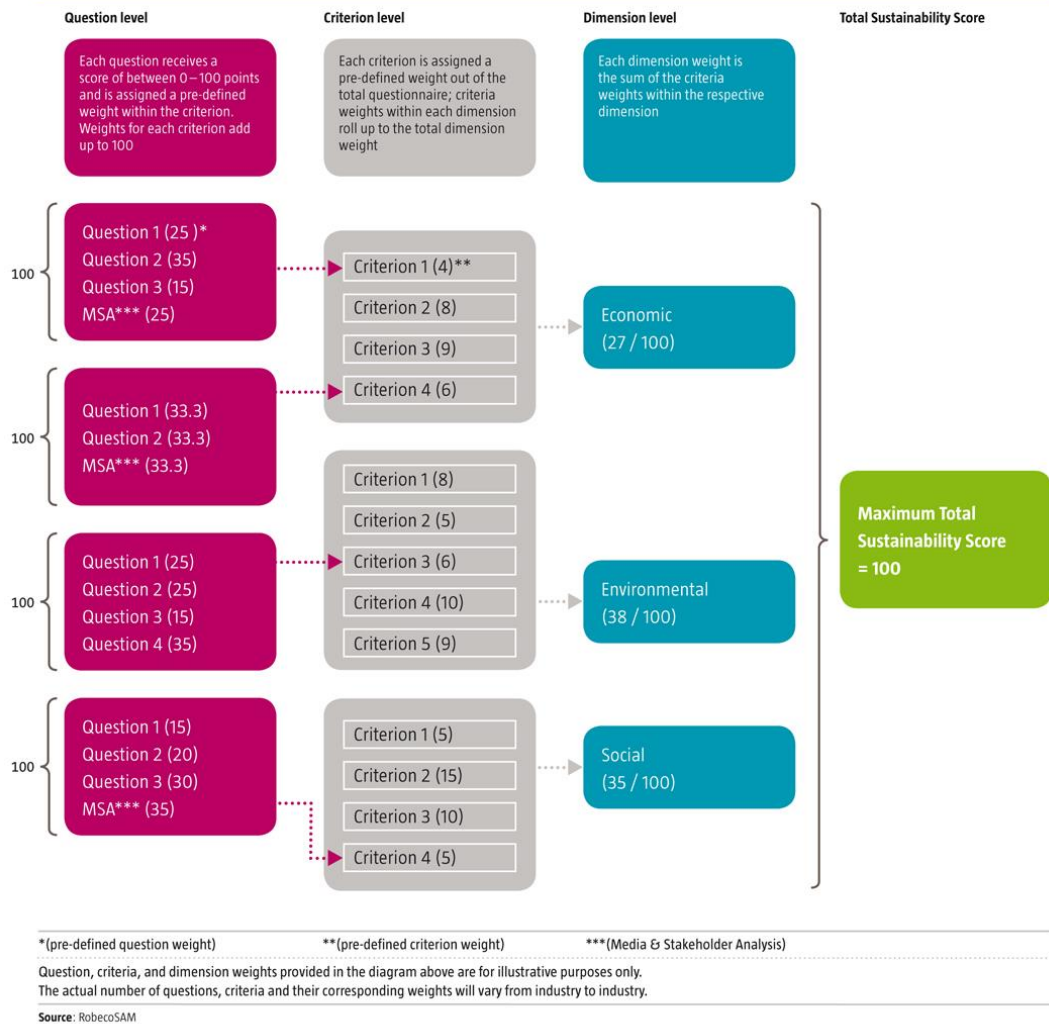 Question level
Criterion level
Dimension level
Total Sustainability Score
Each question receives a
score of between 0–100 points
and is assigned a pre-defined
weight within the criterion.
Weights for each criterion add
up to 100
Each criterion is assigned a
pre-defined weight out of the
total questionnaire; criteria
weights within each dimension
roll up to the total dimension
weight
Each dimension weight is
the sum of the criteria
weights within the respective
dimension
100
Question 1 (25 )*
Question 2 (35)
Question 3 (15)
MSA*** (25)
100
Question 1 (33.3)
Question 2 (33.3)
MSA*** (33.3)
100
Question 1 (25)
Question 2 (25)
Question 3 (15)
Question 4 (35)
100
Question 1 (15)
Question 2 (20)
Question 3 (30)
MSA*** (35)
Criterion 1 (4)**
Criterion 2 (8)
Criterion 3 (9)
Criterion 4 (6)
Criterion 1 (8)
Criterion 2 (5)
Criterion 3 (6)
Criterion 4 (10)
Criterion 5 (9)
Criterion 1 (5)
Criterion 2 (15)
Criterion 3 (10)
Criterion 4 (5)
Economic
(27 / 100)
Environmental
(38 / 100)
Social
(35 / 100)
Maximum Total
Sustainability Score
= 100
*(pre-defined question weight)
**(pre-defined criterion weight)
***(Media & Stakeholder Analysis)
Question, criteria, and dimension weights provided in the diagram above are for illustrative purposes only.
The actual number of questions, criteria and their corresponding weights will vary from industry to industry.
Source: RobecoSAM